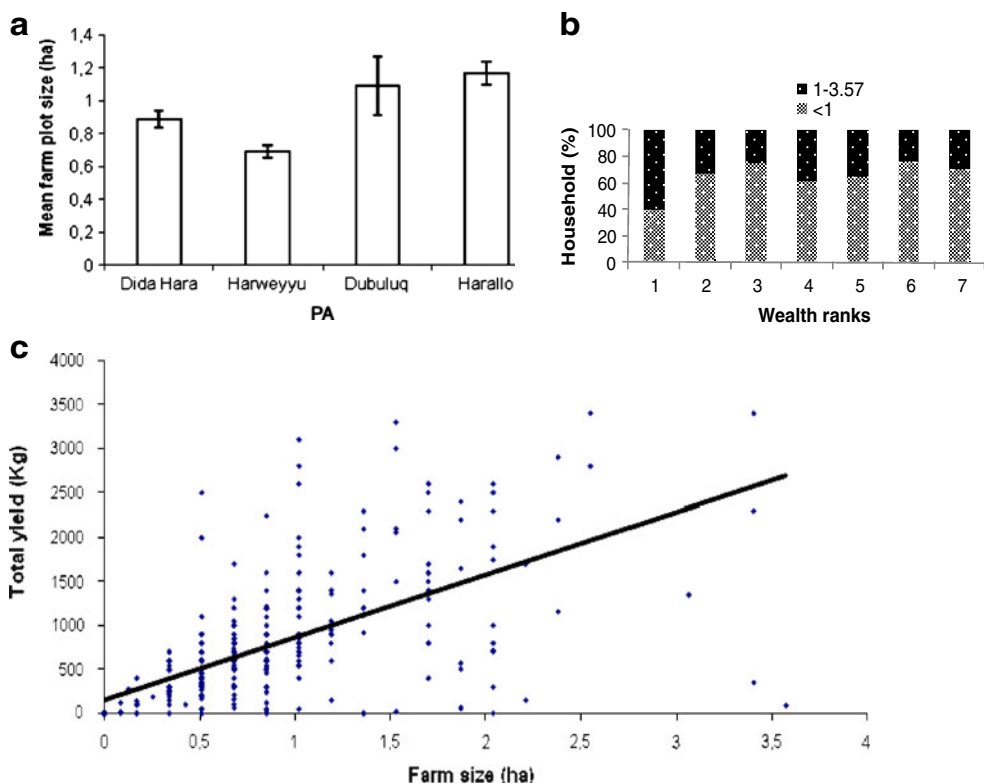 a
Mean farm plot size (ha)
1,4
1,2
1
0,8
0,6
0,4
0,2
0
Dida Hara Harweyyu Dubuluq Harallo
PA
b
1-3.57
<1
Household (%)
100
80
60
40
20
0
1 2 3 4 5 6 7
Wealth ranks
c
Total yield (Kg)
4000
3500
3000
2500
2000
1500
1000
500
0
0 0,5 1 1,5 2 2,5 3 3,5 4
Farm size (ha)